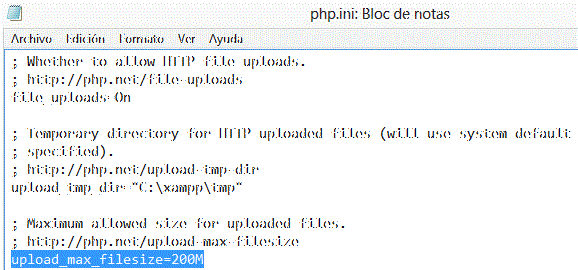 php.ini: Bloc de notas
Archivo Edición Formato Ver Ayuda
; Whether to allow HTTP file uploads.
; http://php.net/file-uploads
file_uploads=On
; Temporary directory for HTTP uploaded files (will use system default
; specified).
; http://php.net/upload-tmp-dir
upload_tmp_dir="C:\xampp\tmp"
; Maximum allowed size for uploaded files.
; http://php.net/upload-max-filesize
upload_max_filesize=200M